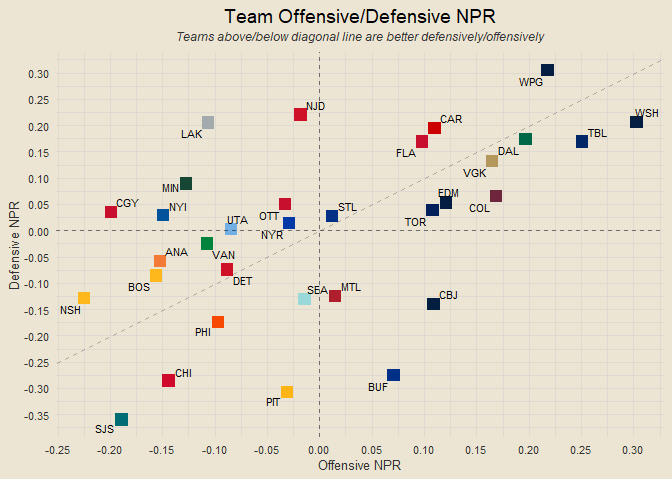 Team Offensive/Defensive NPR
Teams above/below diagonal line are better defensively/offensively
Defensive NPR
0.30
0.25
0.20
0.15
0.10
0.05
0.00
-0.05
-0.10
-0.15
-0.20
-0.25
-0.30
-0.35
WPG
NJD
WSH
CAR
LAK
TBL
FLA
DAL
VGK
MIN
EDM
CGY
NYI
COL
UTA
OTT
STL
TOR
NYR
ANA
VAN
BOS
DET
SEA
MTL
CBJ
NSH
PHI
CHI
BUF
PIT
SJS
-0.25 -0.20 -0.15 -0.10 -0.05 0.00 0.05 0.10 0.15 0.20 0.25 0.30
Offensive NPR